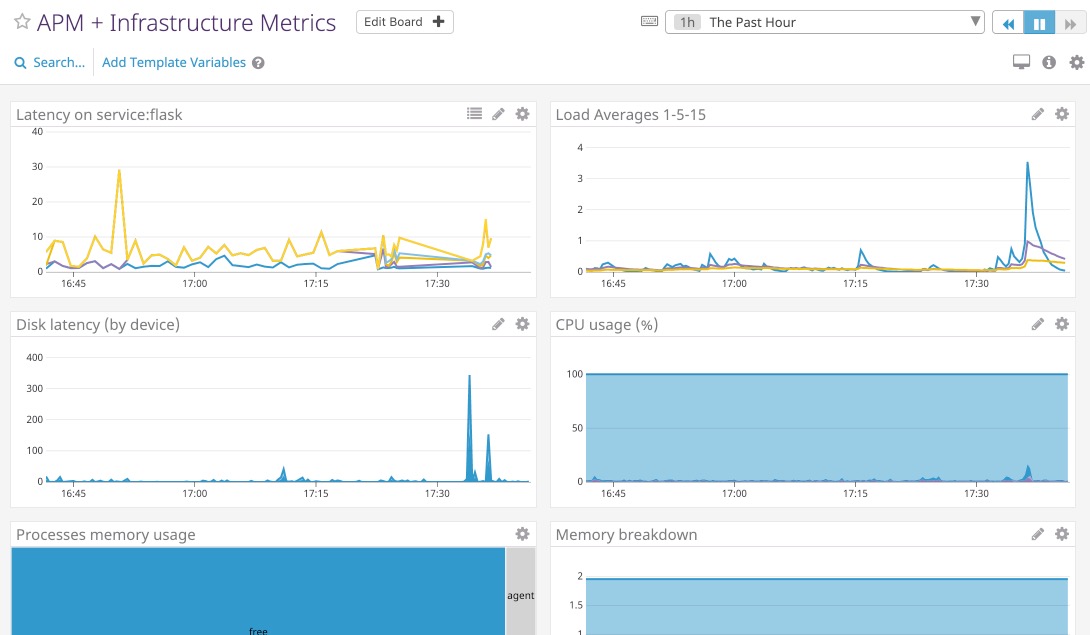 APM + Infrastructure Metrics
Edit Board +
1h The Past Hour
Search...
Add Template Variables ?
Latency on service:flask
40
30
20
10
0
16:45 17:00 17:15 17:30
Load Averages 1-5-15
4
3
2
1
0
16:45 17:00 17:15 17:30
Disk latency (by device)
400
300
200
100
0
16:45 17:00 17:15 17:30
CPU usage (%)
100
50
0
16:45 17:00 17:15 17:30
Processes memory usage
agent
free
Memory breakdown
2
1.5
1